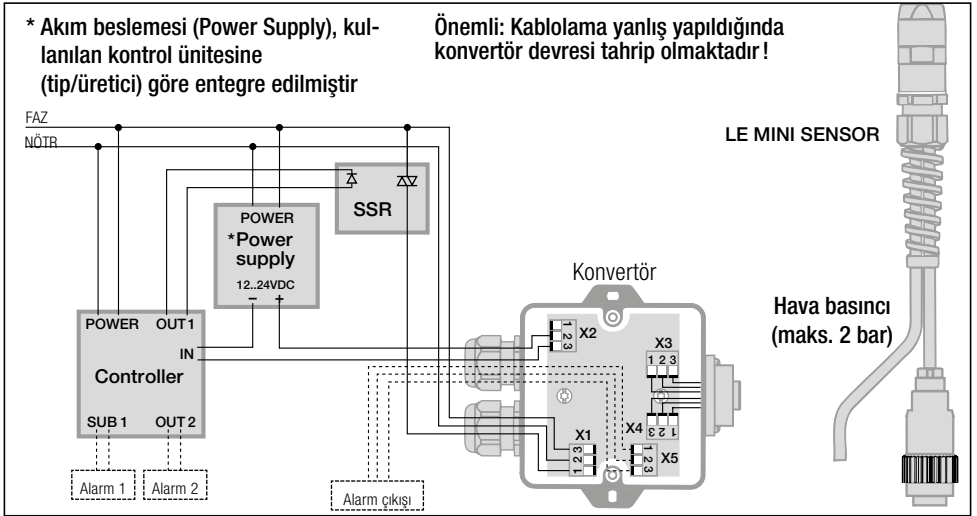 * Akım beslemesi (Power Supply), kul-
lanılan kontrol ünitesine
(tip/üretici) göre entegre edilmiştir
Önemli: Kablolama yanlış yapıldığında
konvertör devresi tahrip olmaktadır!
FAZ
NÖTR
LE MINI SENSOR
SSR
POWER
*Power
supply
12..24VDC
- +
Konvertör
Hava basıncı
(maks. 2 bar)
POWER OUT1
IN
Controller
SUB 1 OUT 2
X2
1
2
3
X3
1 2 3
X4
3 2 1
X1
3
2
1
X5
1
2
3
Alarm 1
Alarm 2
Alarm çıkışı